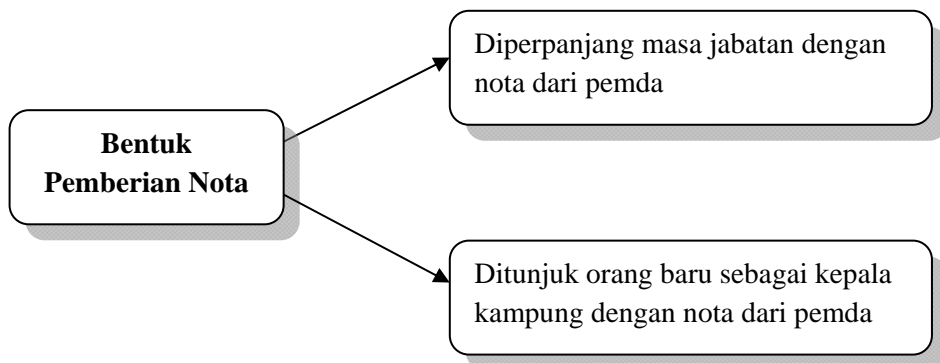 Bentuk
Pemberian Nota
Diperpanjang masa jabatan dengan
nota dari pemda
Ditunjuk orang baru sebagai kepala
kampung dengan nota dari pemda